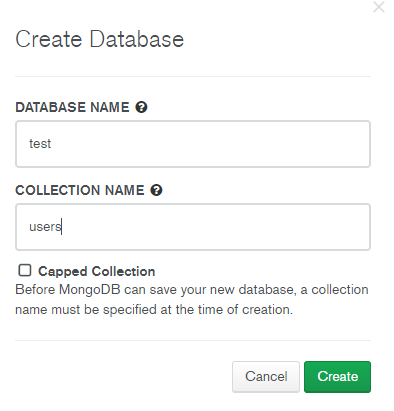 Create Database
DATABASE NAME
test
COLLECTION NAME
users
Capped Collection
Before MongoDB can save your new database, a collection
name must be specified at the time of creation.
Cancel Create